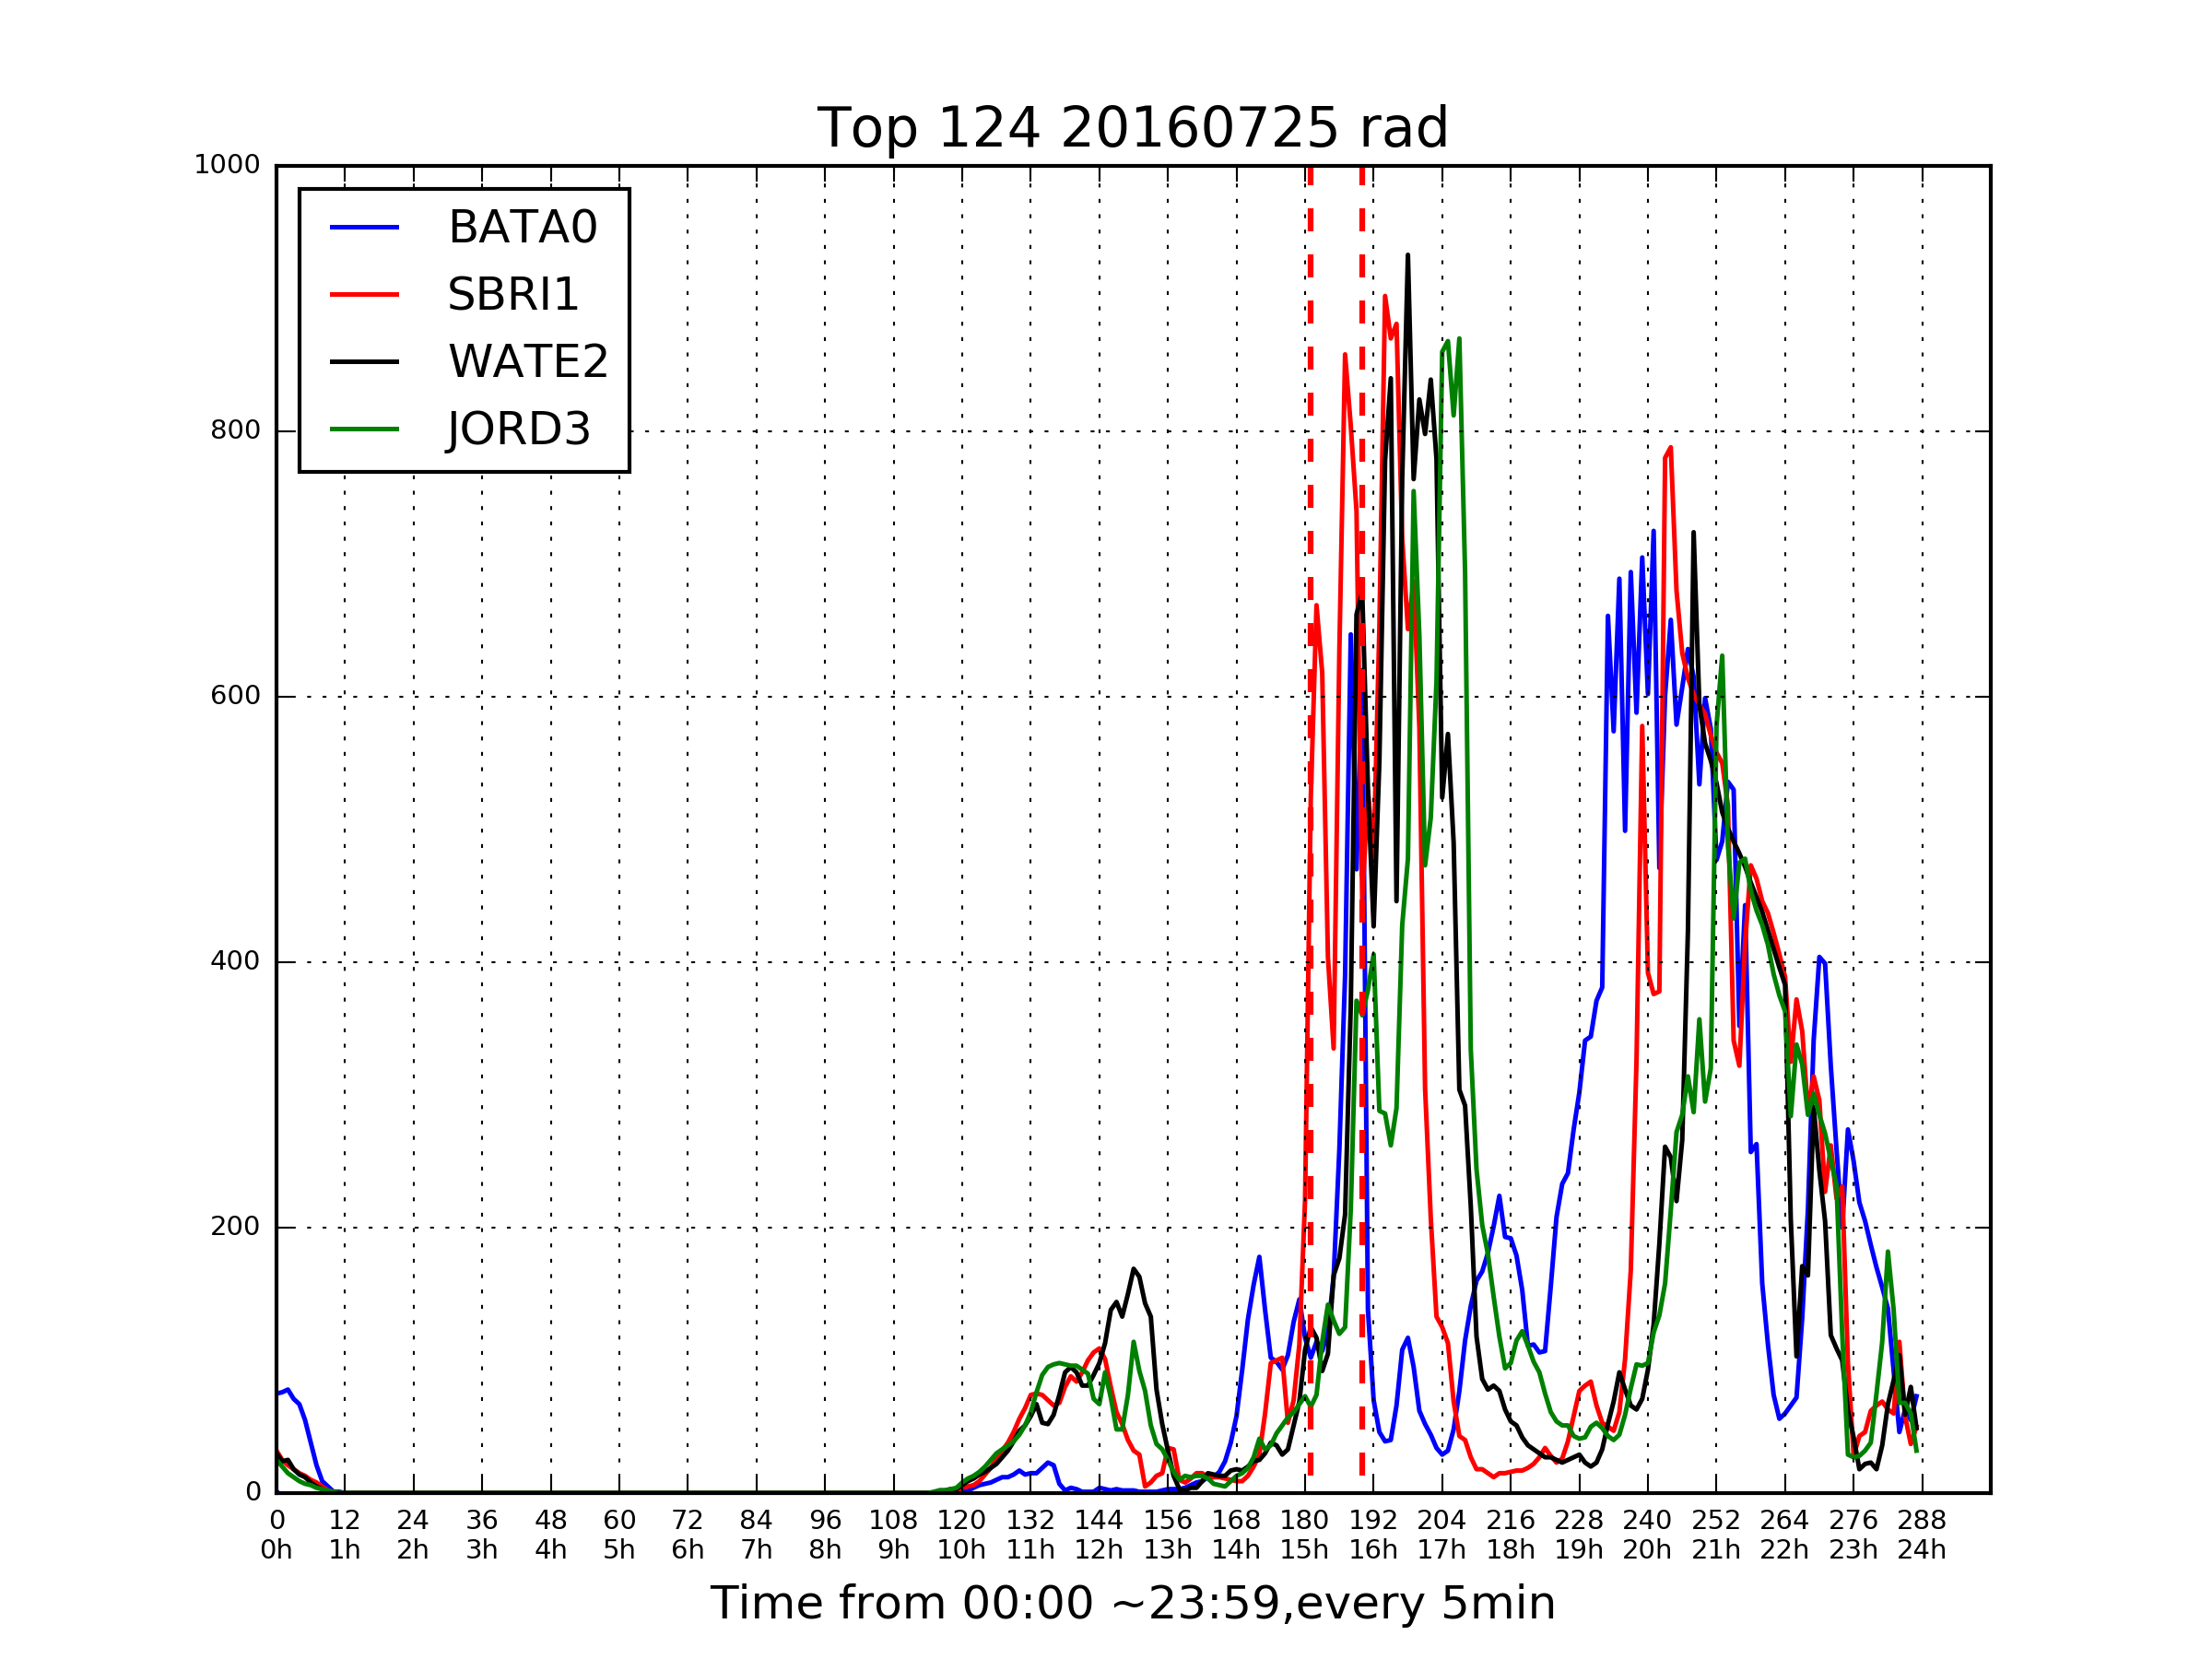 Top 124 20160725 rad
1000
800
600
400
200
0
BATA0
SBRI1
WATE2
JORD3
0 12 24 36 48 60 72 84 96 108 120 132 144 156 168 180 192 204 216 228 240 252 264 276 288
0h 1h 2h 3h 4h 5h 6h 7h 8h 9h 10h 11h 12h 13h 14h 15h 16h 17h 18h 19h 20h 21h 22h 23h 24h
Time from 00:00 ~23:59,every 5min